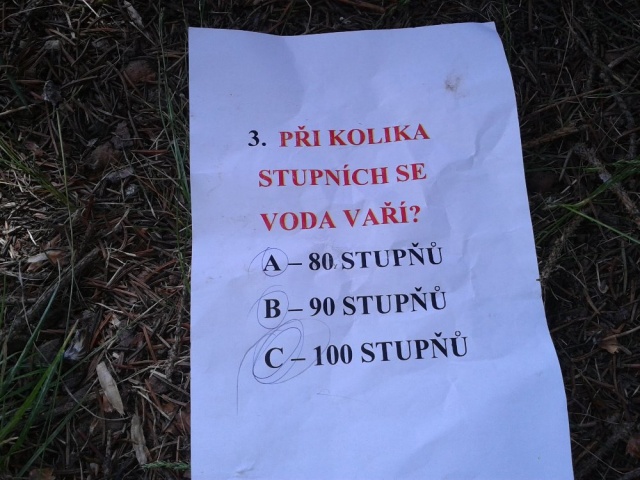 3. PŘI KOLIKA
STUPNÍCH SE
VODA VAŘÍ?
A – 80 STUPŇŮ
B – 90 STUPŇŮ
C – 100 STUPŇŮ